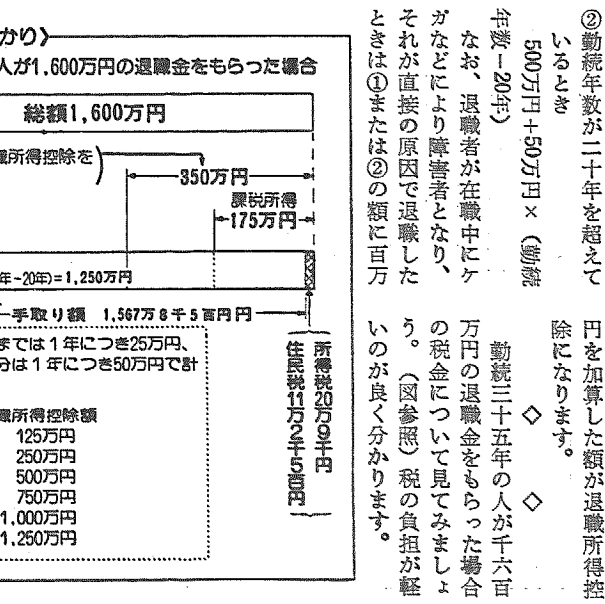 ②勤続年数が二十年を超えて
いるとき
500万円＋50万円×（勤続
年数－20年）
なお、退職者が在職中にケ
ガなどにより障害者となり、
それが直接の原因で退職した
ときは①または②の額に百万
円を加算した額が退職所得控
除になります。
◇　◇
勤続三十五年の人が千六百
万円の退職金をもらった場合
の税金について見てみましょ
う。（図参照）税の負担が軽
いのが良く分かります。
かり〉
人が1,600万円の退職金をもらった場合
総額1,600万円
職所得控除を
350万円
課税所得
175万円
年－20年)＝1,250万円
手取り額 1,567万8千5百円円
所得税20万9千円
住民税11万2千5百円
までは1年につき25万円、
分は1年につき50万円で計
職所得控除額
125万円
250万円
500万円
750万円
1,000万円
1,250万円